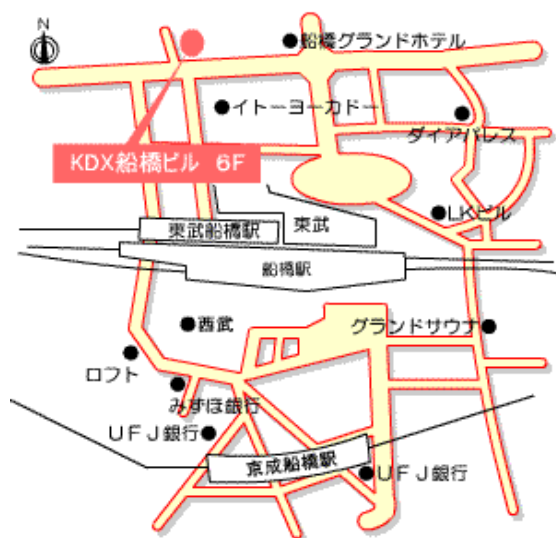 N
船橋グランドホテル
イトーヨーカドー
ダイアパレス
KDX船橋ビル 6F
LKビル
東武船橋駅
東武
船橋駅
西武
グランドサウナ
ロフト
みずほ銀行
UFJ銀行
京成船橋駅
UFJ銀行